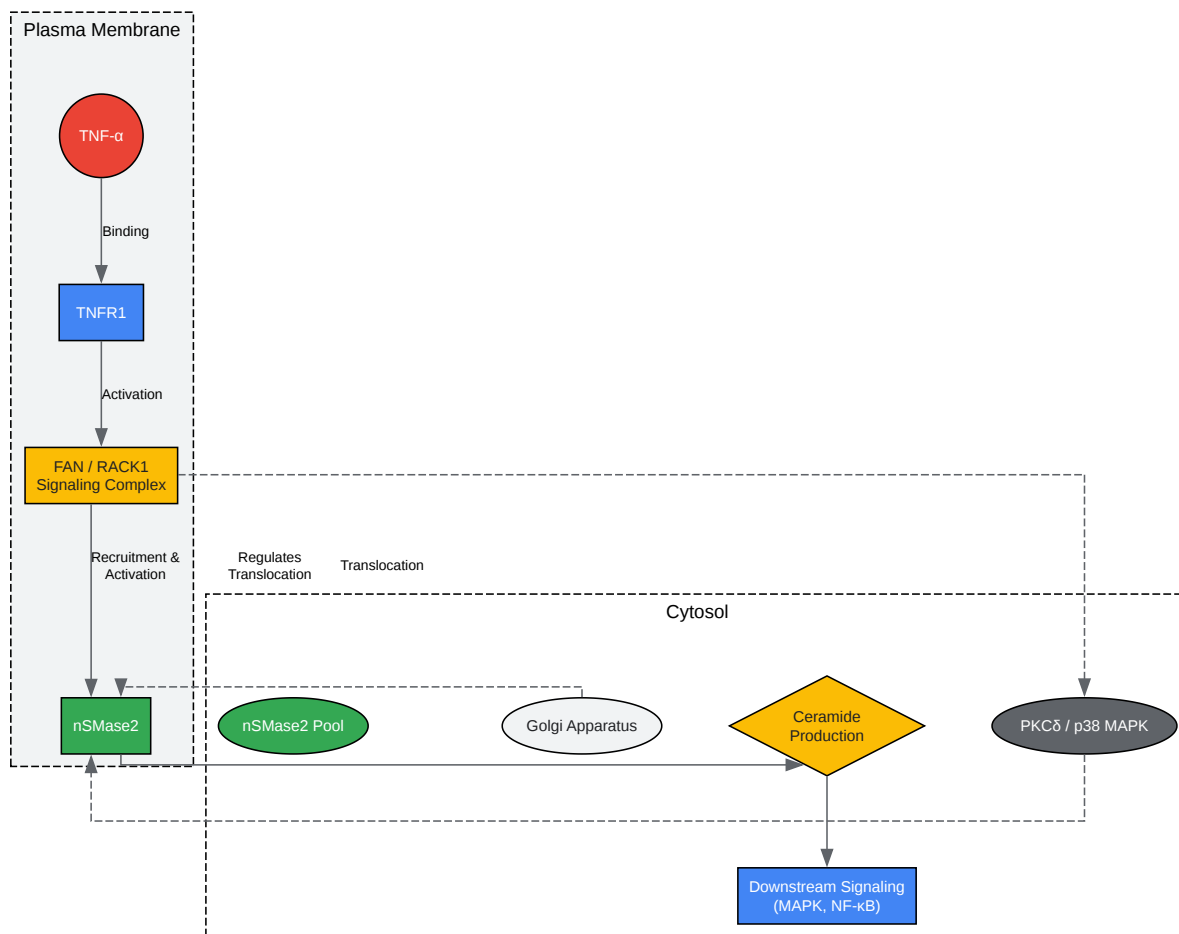 Plasma Membrane
TNF-α
Binding
TNFR1
Activation
FAN / RACK1
Signaling Complex
Recruitment &
Activation
Regulates
Translocation
Translocation
Cytosol
nSMase2
nSMase2 Pool
Golgi Apparatus
Ceramide
Production
PKCδ / p38 MAPK
Downstream Signaling
(MAPK, NF-κB)